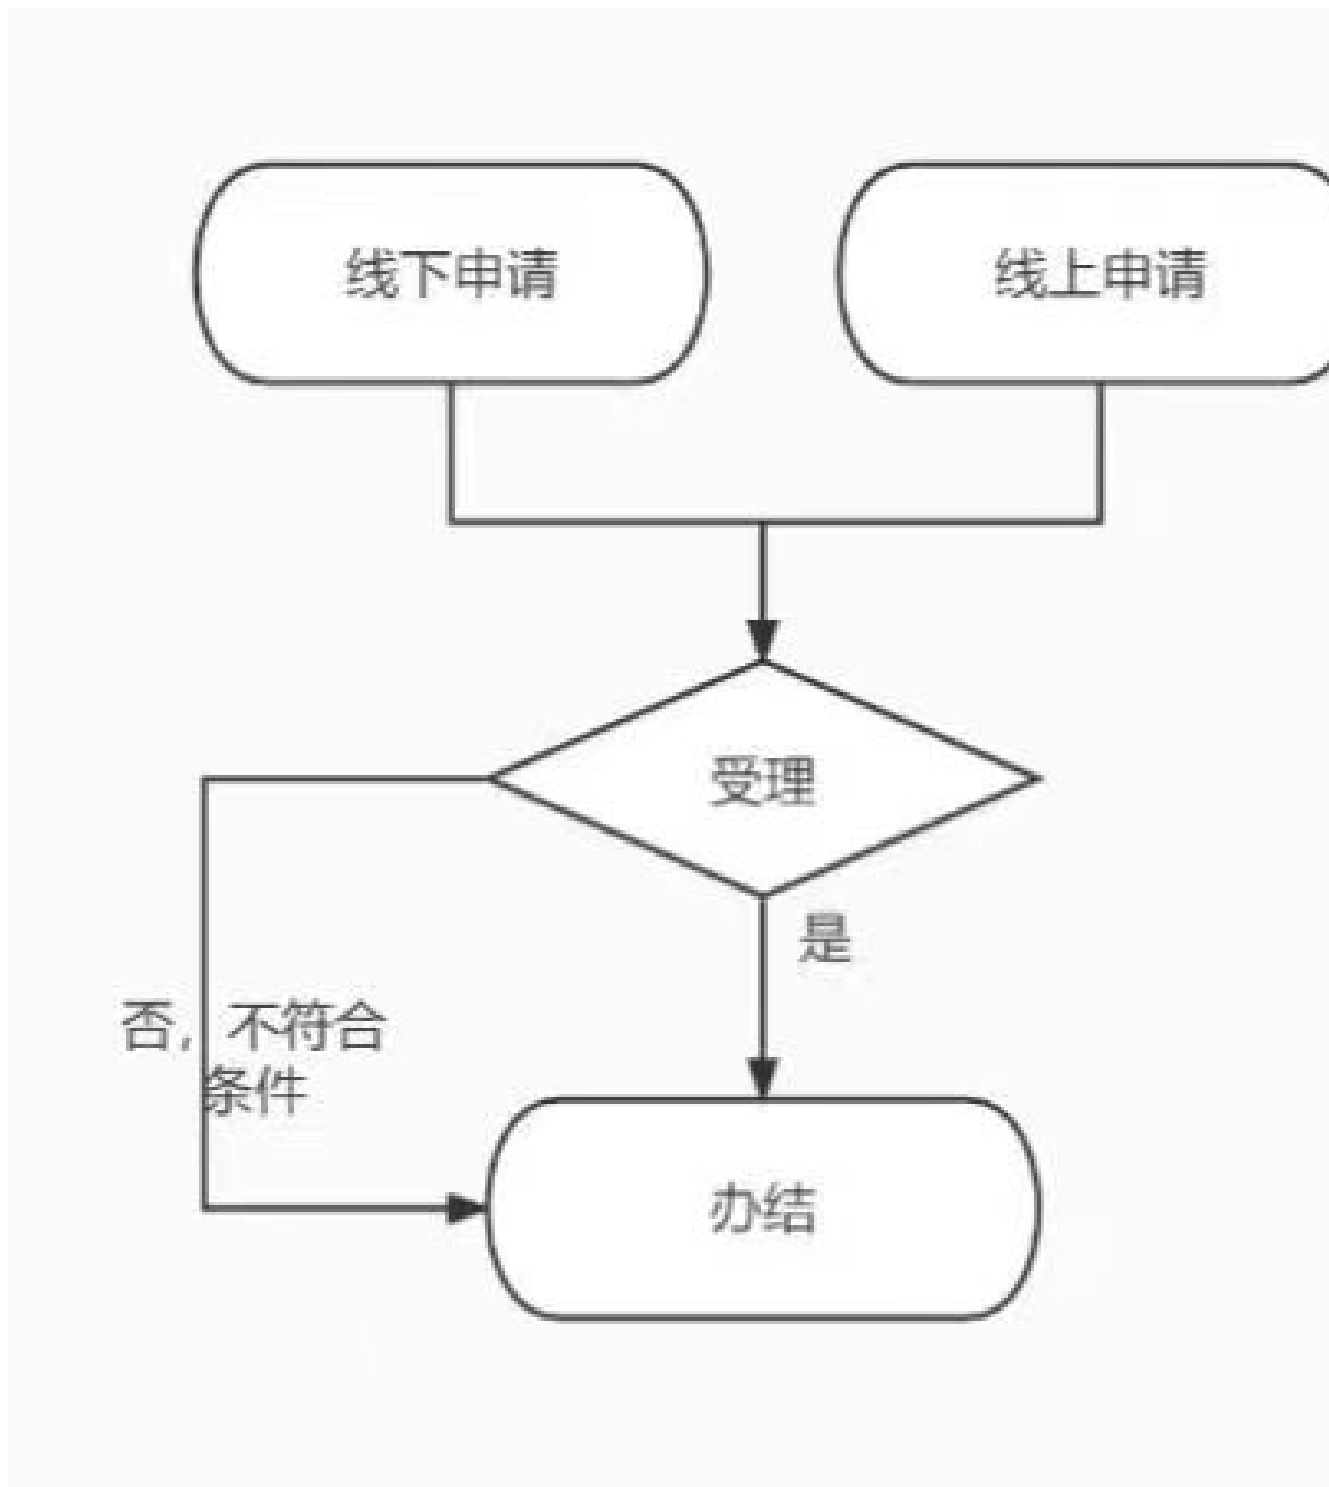 线下申请
线上申请
受理
是
否，不符合
条件
办结